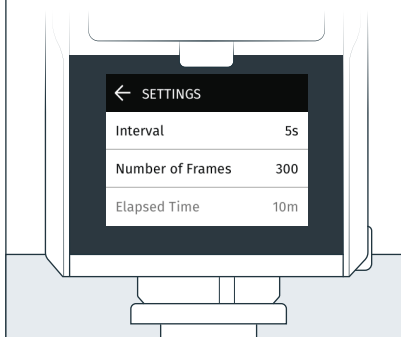 ← SETTINGS
Interval 5s
Number of Frames 300
Elapsed Time 10m